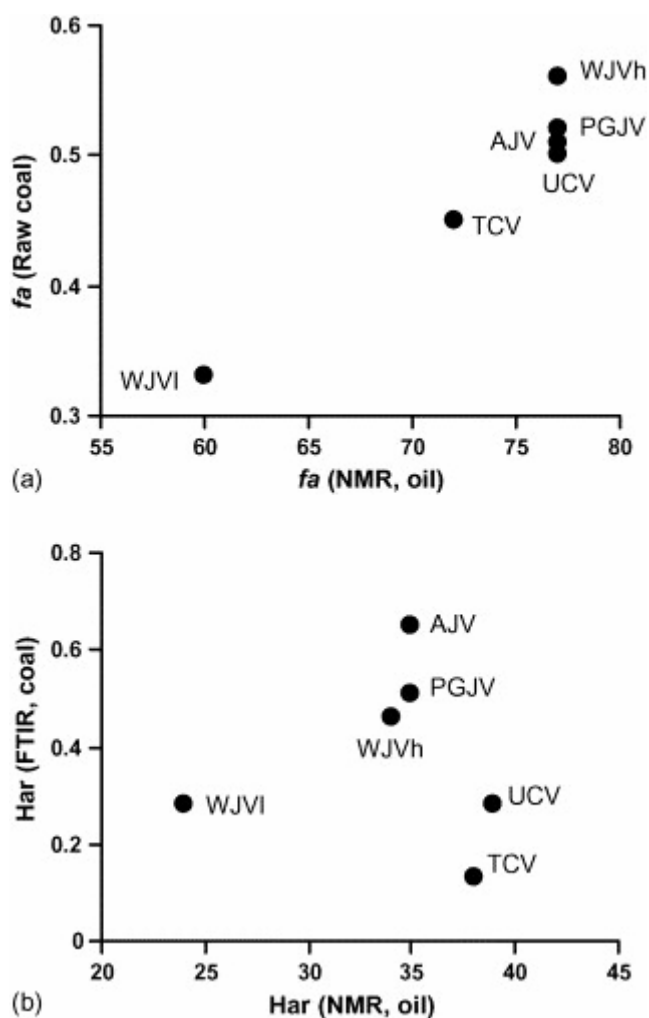 0.6
WJVh
PGJV
AJV
0.5
UCV
TCV
fa (Raw coal)
0.4
WJVl
0.3
55 60 65 70 75 80
(a)
fa (NMR, oil)
0.8
AJV
0.6
PGJV
WJVh
0.4
Har (FTIR, coal)
WJVl
UCV
0.2
TCV
0
20 25 30 35 40 45
(b)
Har (NMR, oil)